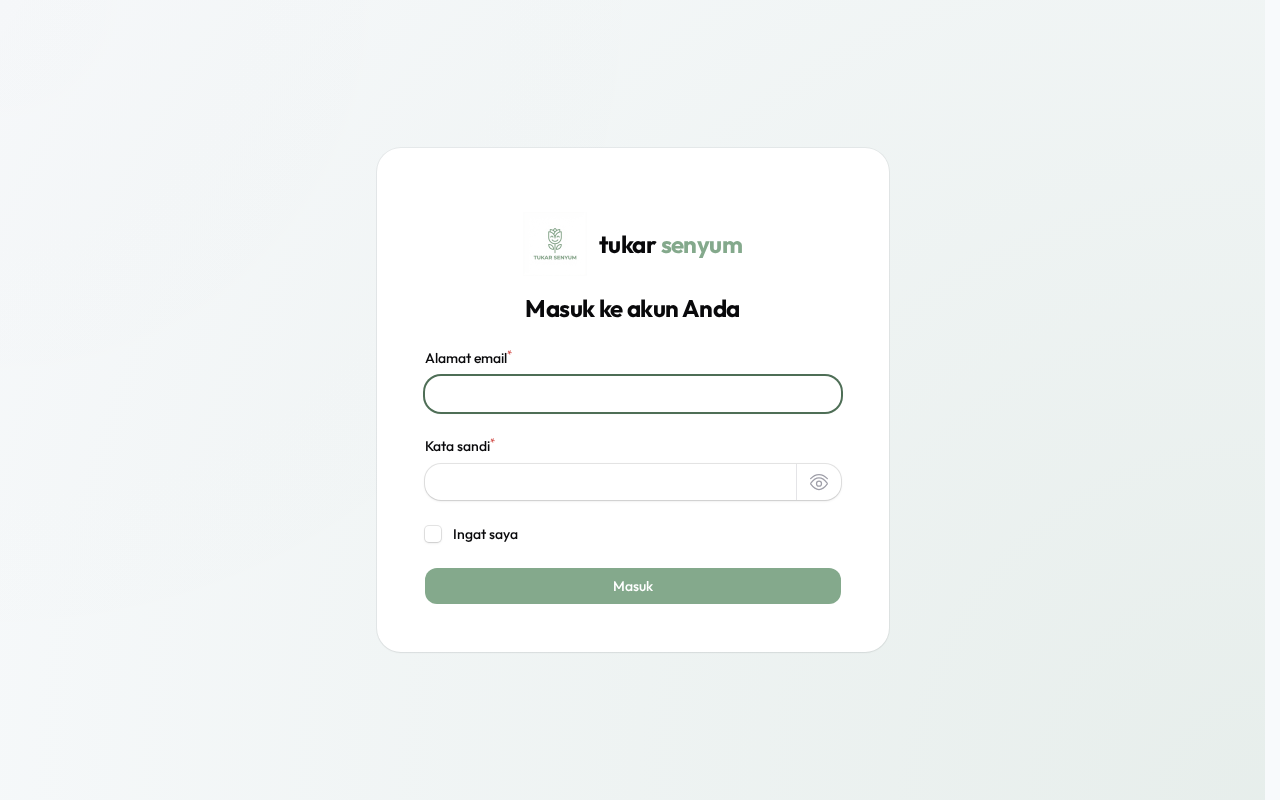 TUKAR SENYUM
tukar senyum
Masuk ke akun Anda
Alamat email*
Kata sandi*
Ingat saya
Masuk